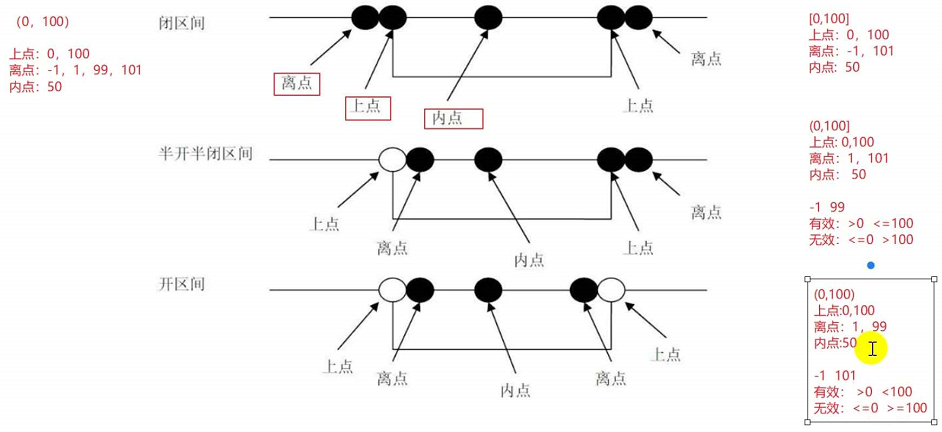 （0，100）
上点：0，100
离点：-1，1，99，101
内点：50
闭区间
离点
上点
内点
上点
离点
[0,100]
上点：0，100
离点：-1，101
内点：50
半开半闭区间
上点
离点
内点
上点
离点
(0,100]
上点: 0,100
离点：1，101
内点： 50
-1 99
有效：>0 <=100
无效：<=0 >100
开区间
上点
离点
内点
离点
上点
(0,100)
上点:0,100
离点：1，99
内点:50
-1 101
有效： >0 <100
无效：<=0 >=100